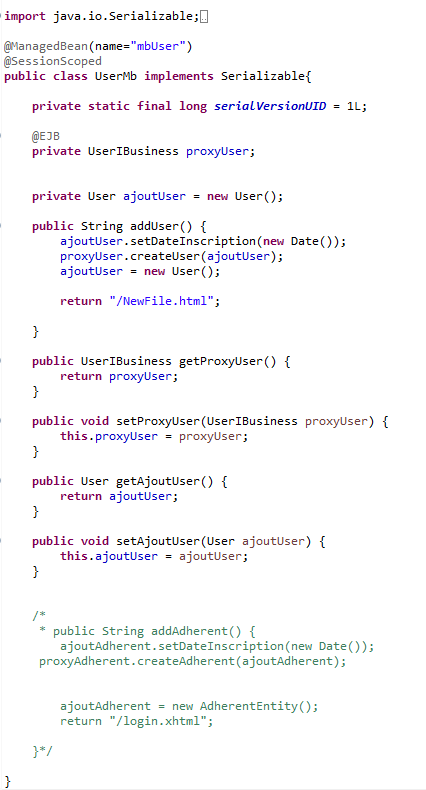 import java.io.Serializable;
@ManagedBean(name="mbUser")
@SessionScoped
public class UserMb implements Serializable{
private static final long serialVersionUID = 1L;
@EJB
private UserIBusiness proxyUser;
private User ajoutUser = new User();
public String addUser() {
ajoutUser.setDateInscription(new Date());
proxyUser.createUser(ajoutUser);
ajoutUser = new User();
return "/NewFile.html";
}
public UserIBusiness getProxyUser() {
return proxyUser;
}
public void setProxyUser(UserIBusiness proxyUser) {
this.proxyUser = proxyUser;
}
public User getAjoutUser() {
return ajoutUser;
}
public void setAjoutUser(User ajoutUser) {
this.ajoutUser = ajoutUser;
}
/*
* public String addAdherent() {
ajoutAdherent.setDateInscription(new Date());
proxyAdherent.createAdherent(ajoutAdherent);
ajoutAdherent = new AdherentEntity();
return "/login.xhtml";
}*/
}